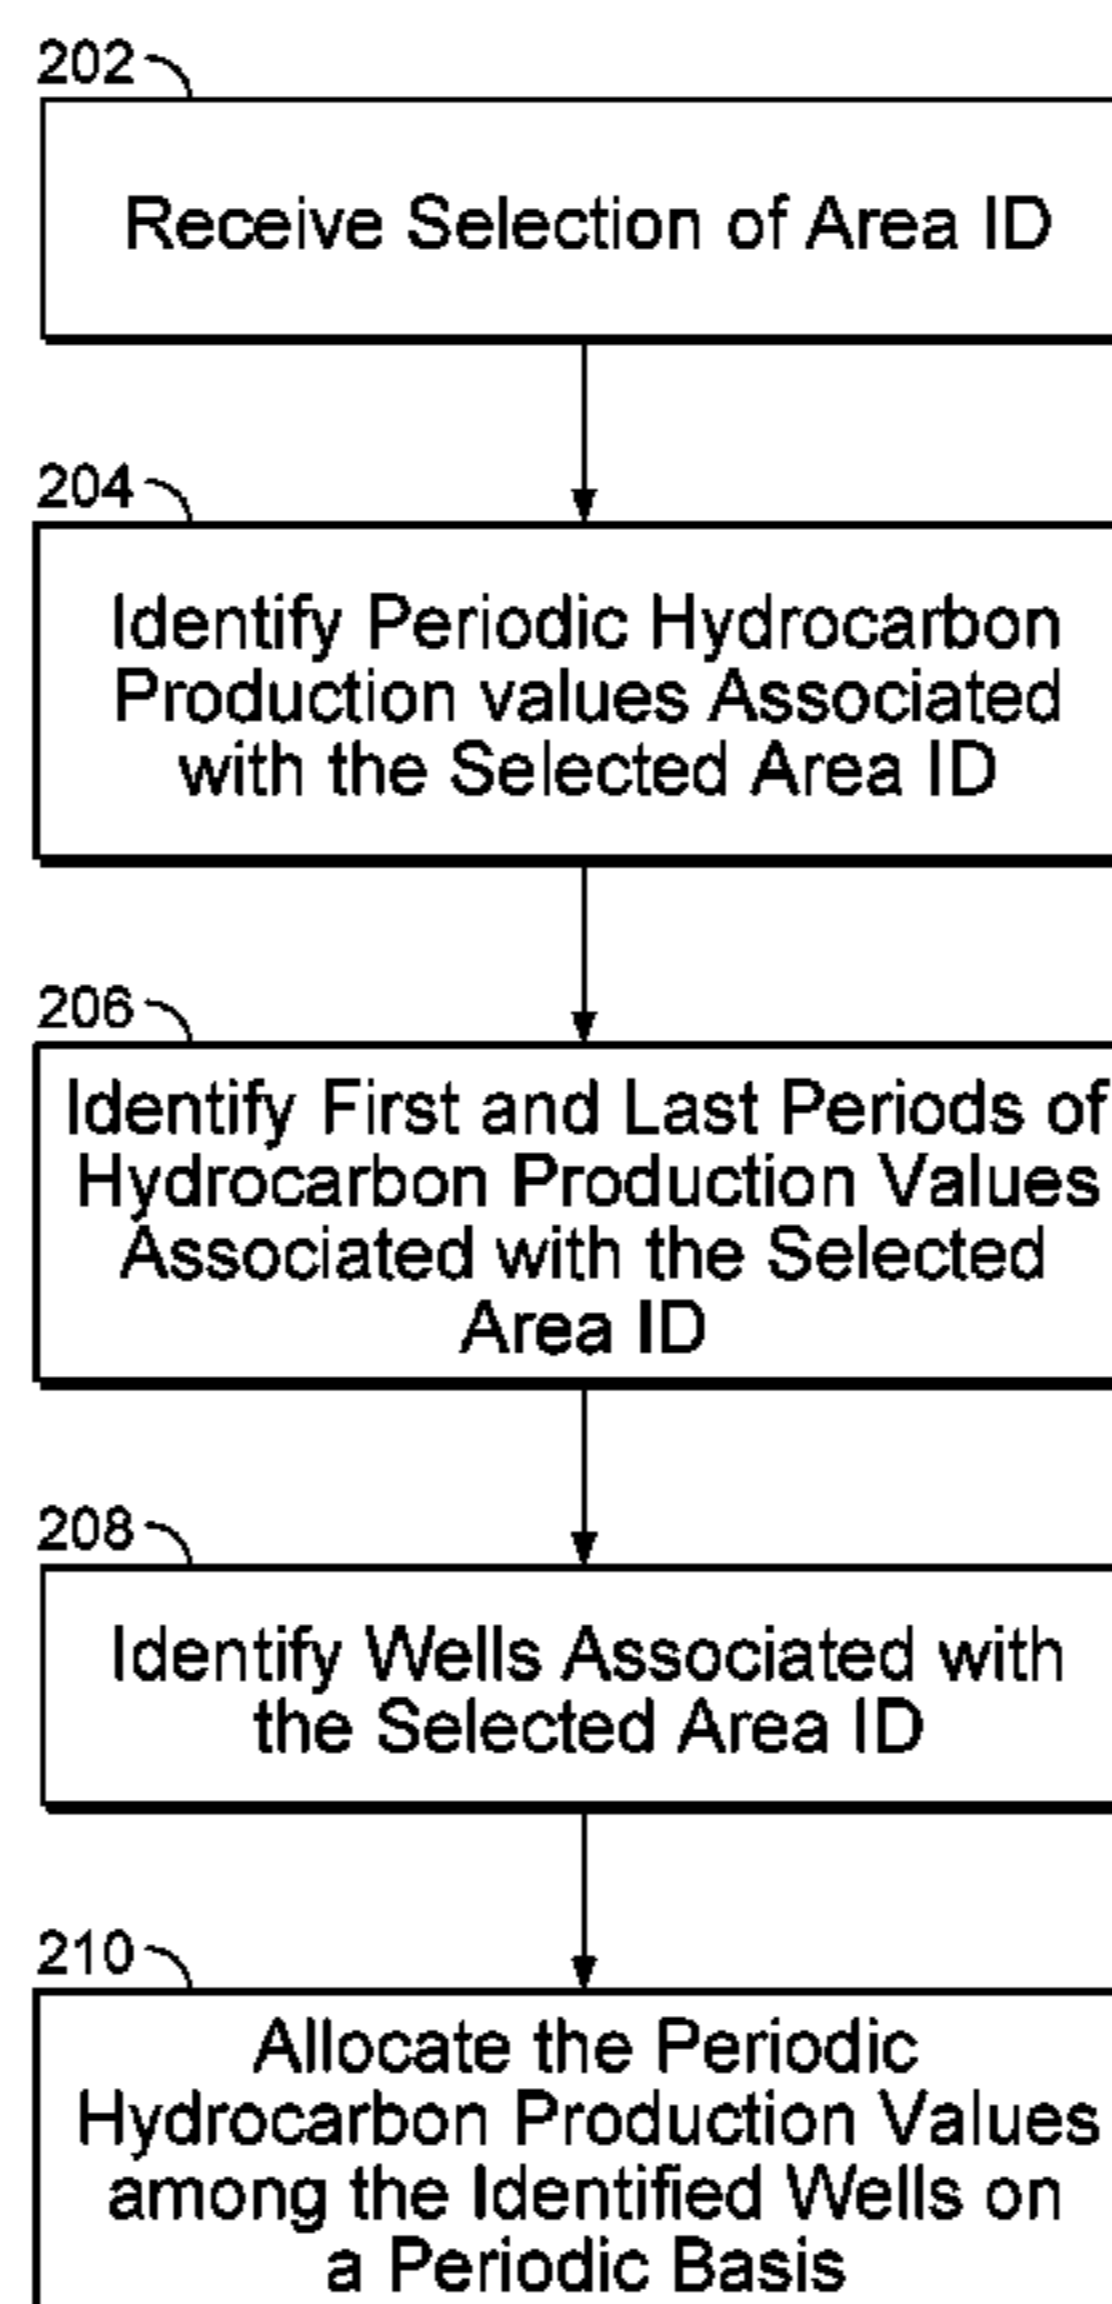 202
Receive Selection of Area ID
204
Identify Periodic Hydrocarbon
Production values Associated
with the Selected Area ID
206
Identify First and Last Periods of
Hydrocarbon Production Values
Associated with the Selected
Area ID
208
Identify Wells Associated with
the Selected Area ID
210
Allocate the Periodic
Hydrocarbon Production Values
among the Identified Wells on
a Periodic Basis